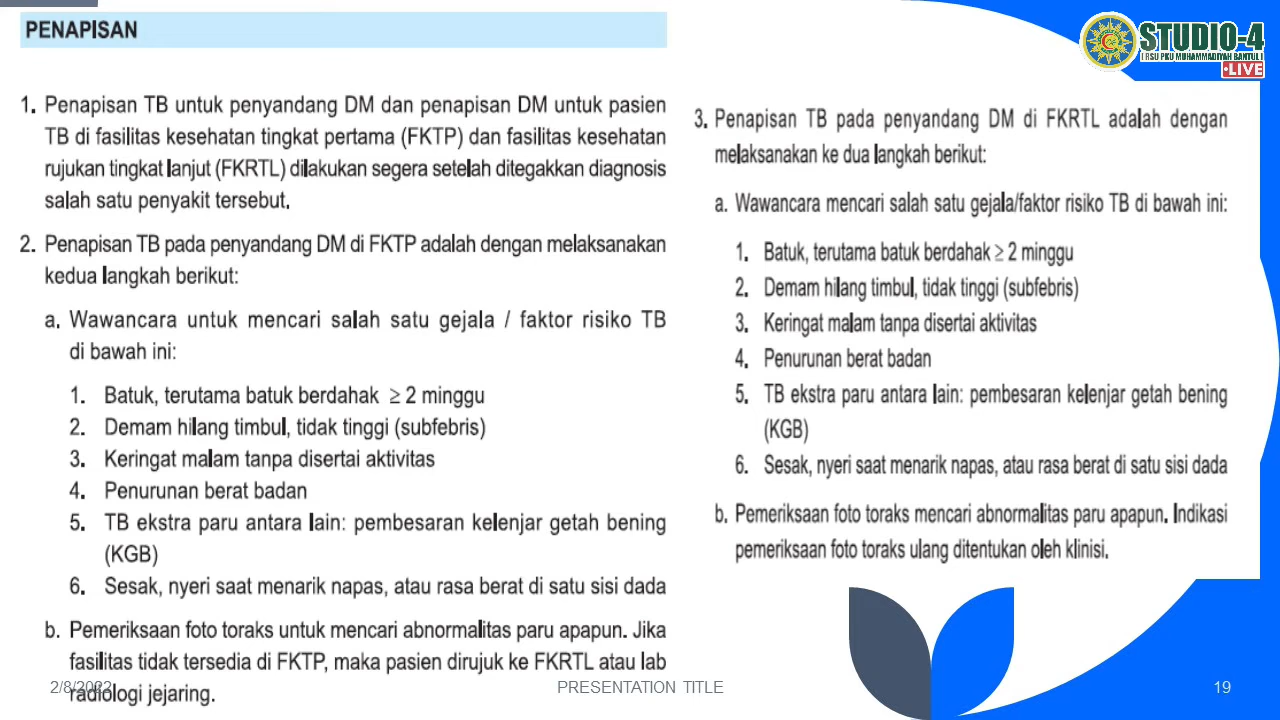 PENAPISAN
1. Penapisan TB untuk penyandang DM dan penapisan DM untuk pasien
TB di fasilitas kesehatan tingkat pertama (FKTP) dan fasilitas kesehatan
rujukan tingkat lanjut (FKRTL) dilakukan segera setelah ditegakkan diagnosis
salah satu penyakit tersebut.
2. Penapisan TB pada penyandang DM di FKTP adalah dengan melaksanakan
kedua langkah berikut:
a. Wawancara untuk mencari salah satu gejala / faktor risiko TB
di bawah ini:
1. Batuk, terutama batuk berdahak ≥ 2 minggu
2. Demam hilang timbul, tidak tinggi (subfebris)
3. Keringat malam tanpa disertai aktivitas
4. Penurunan berat badan
5. TB ekstra paru antara lain: pembesaran kelenjar getah bening
(KGB)
6. Sesak, nyeri saat menarik napas, atau rasa berat di satu sisi dada
b. Pemeriksaan foto toraks untuk mencari abnormalitas paru apapun. Jika
fasilitas tidak tersedia di FKTP, maka pasien dirujuk ke FKRTL atau lab
radiologi jejaring.
3. Penapisan TB pada penyandang DM di FKRTL adalah dengan
melaksanakan ke dua langkah berikut:
a. Wawancara mencari salah satu gejala/faktor risiko TB di bawah ini:
1. Batuk, terutama batuk berdahak ≥ 2 minggu
2. Demam hilang timbul, tidak tinggi (subfebris)
3. Keringat malam tanpa disertai aktivitas
4. Penurunan berat badan
5. TB ekstra paru antara lain: pembesaran kelenjar getah bening
(KGB)
6. Sesak, nyeri saat menarik napas, atau rasa berat di satu sisi dada
b. Pemeriksaan foto toraks mencari abnormalitas paru apapun. Indikasi
pemeriksaan foto toraks ulang ditentukan oleh klinisi.
STUDIO-4
[ RSU PKU MUHAMMADIYAH BANTUL ]
•LIVE
2/8/2022
PRESENTATION TITLE
19